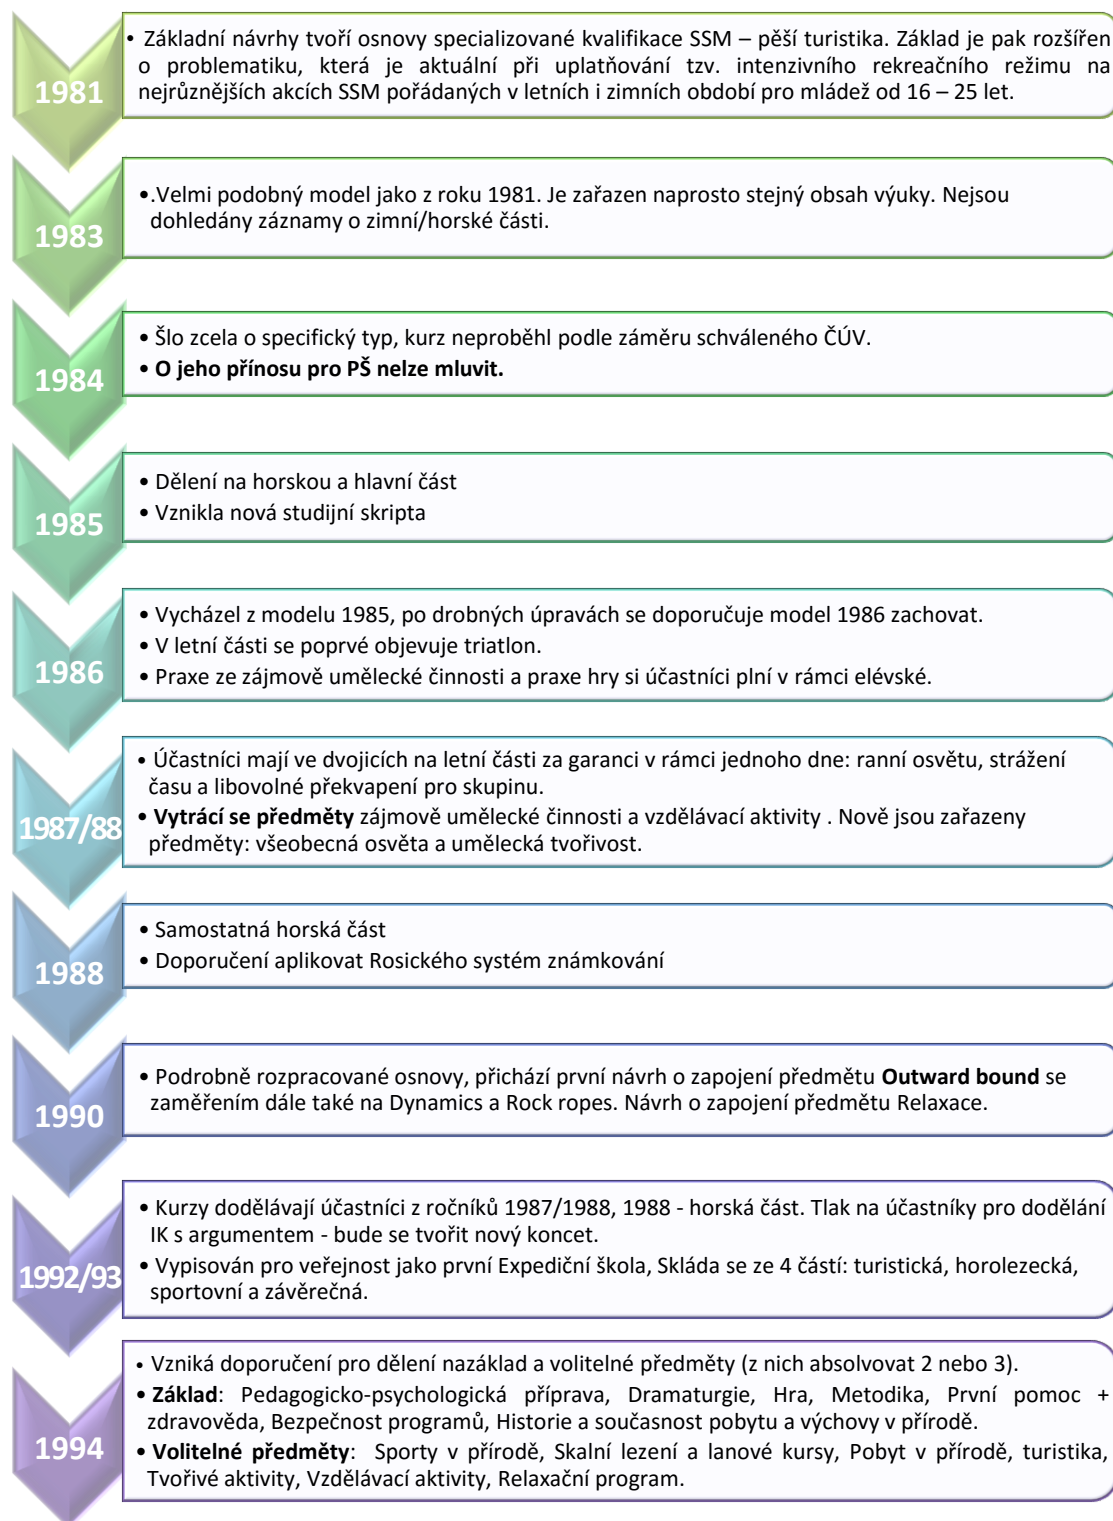 1981
• Základní návrhy tvoří osnovy specializované kvalifikace SSM – pěší turistika. Základ je pak rozšířen
o problematiku, která je aktuální při uplatňování tzv. intenzivního rekreačního režimu na
nejrůznějších akcích SSM pořádaných v letních i zimních období pro mládež od 16 – 25 let.
1983
•.Velmi podobný model jako z roku 1981. Je zařazen naprosto stejný obsah výuky. Nejsou
dohledány záznamy o zimní/horské části.
1984
• Šlo zcela o specifický typ, kurz neproběhl podle záměru schváleného ČÚV.
• O jeho přínosu pro PŠ nelze mluvit.
1985
• Dělení na horskou a hlavní část
• Vznikla nová studijní skripta
1986
• Vycházel z modelu 1985, po drobných úpravách se doporučuje model 1986 zachovat.
• V letní části se poprvé objevuje triatlon.
• Praxe ze zájmově umělecké činnosti a praxe hry si účastníci plní v rámci elévské.
1987/88
• Účastníci mají ve dvojicích na letní části za garanci v rámci jednoho dne: ranní osvětu, strážení
času a libovolné překvapení pro skupinu.
• Vytrácí se předměty zájmově umělecké činnosti a vzdělávací aktivity . Nově jsou zařazeny
předměty: všeobecná osvěta a umělecká tvořivost.
1988
• Samostatná horská část
• Doporučení aplikovat Rosického systém známkování
1990
• Podrobně rozpracované osnovy, přichází první návrh o zapojení předmětu Outward bound se
zaměřením dále také na Dynamics a Rock ropes. Návrh o zapojení předmětu Relaxace.
1992/93
• Kurzy dodělávají účastníci z ročníků 1987/1988, 1988 - horská část. Tlak na účastníky pro dodělání
IK s argumentem - bude se tvořit nový koncet.
• Vypisován pro veřejnost jako první Expediční škola, Skláda se ze 4 částí: turistická, horolezecká,
sportovní a závěrečná.
1994
• Vzniká doporučení pro dělení nazáklad a volitelné předměty (z nich absolvovat 2 nebo 3).
• Základ: Pedagogicko-psychologická příprava, Dramaturgie, Hra, Metodika, První pomoc +
zdravověda, Bezpečnost programů, Historie a současnost pobytu a výchovy v přírodě.
• Volitelné předměty: Sporty v přírodě, Skalní lezení a lanové kursy, Pobyt v přírodě, turistika,
Tvořivé aktivity, Vzdělávací aktivity, Relaxační program.